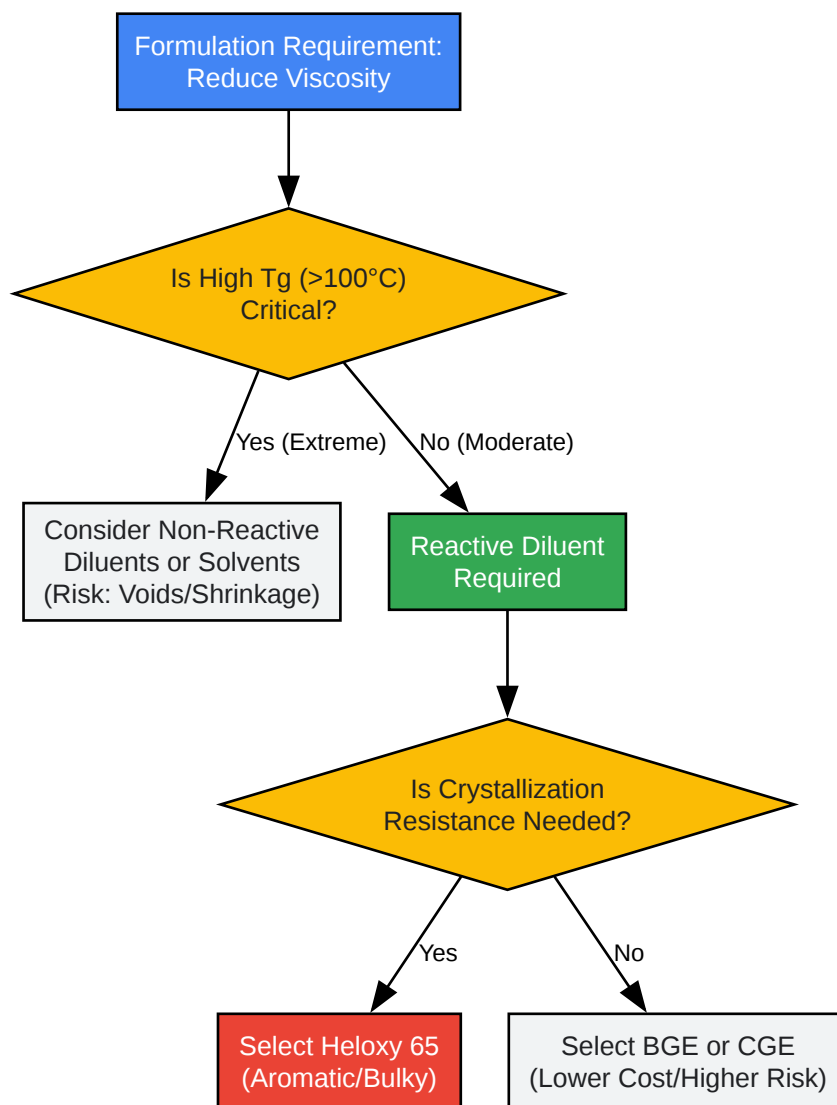 Formulation Requirement:
Reduce Viscosity
Is High Tg (>100°C)
Critical?
Yes (Extreme)
No (Moderate)
Consider Non-Reactive
Diluents or Solvents
(Risk: Voids/Shrinkage)
Reactive Diluent
Required
Is Crystallization
Resistance Needed?
Yes
No
Select Heloxy 65
(Aromatic/Bulky)
Select BGE or CGE
(Lower Cost/Higher Risk)